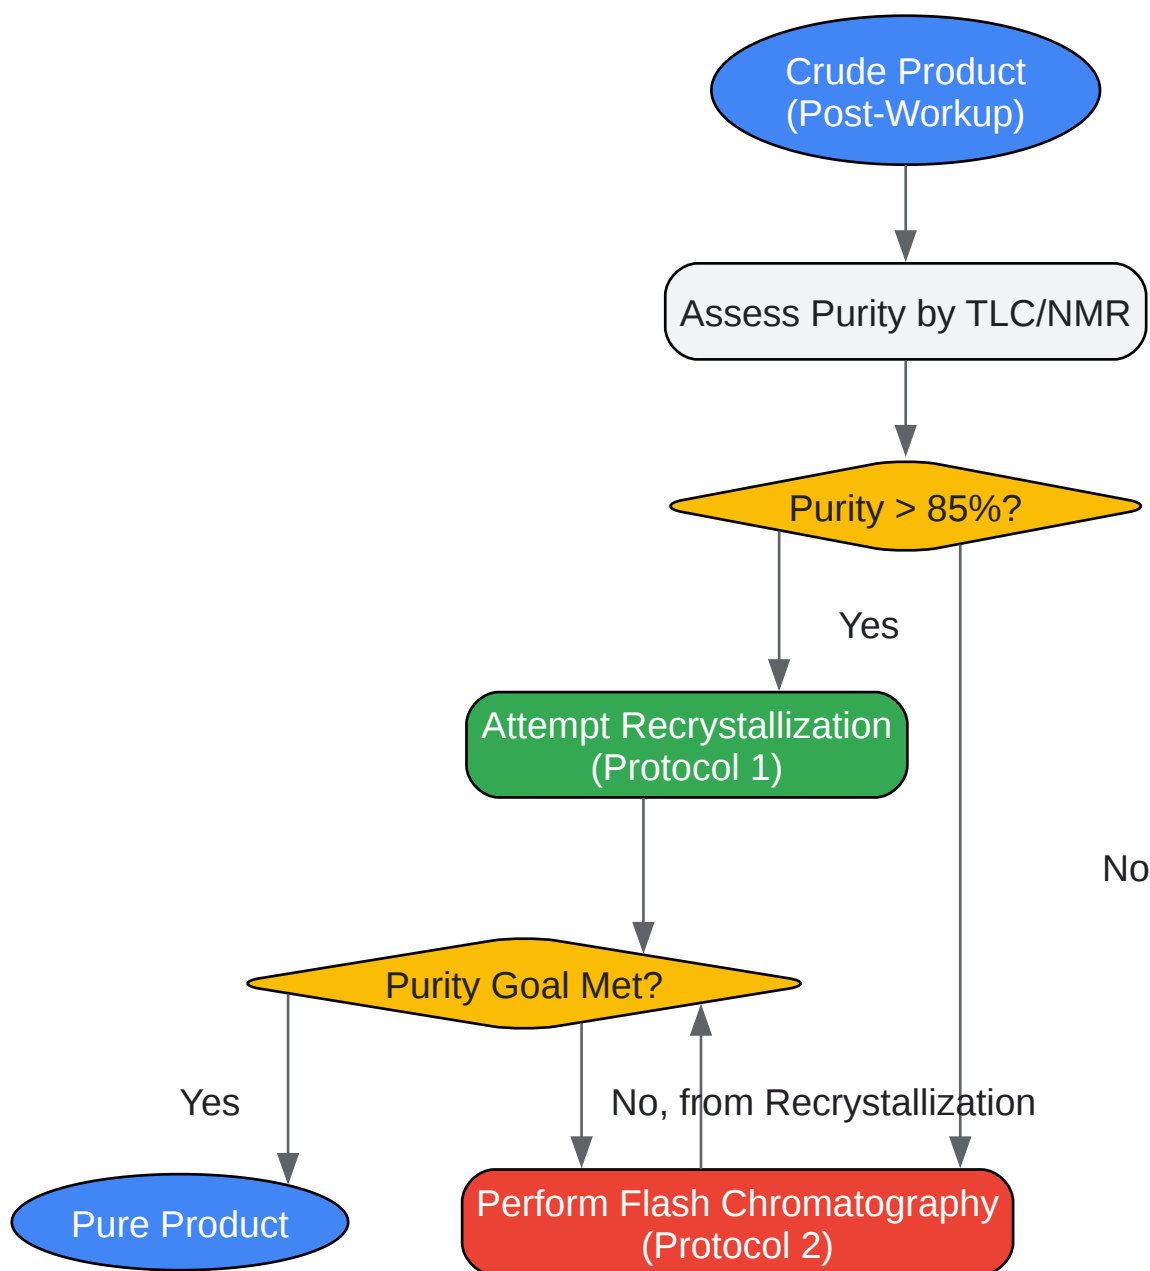 Crude Product
(Post-Workup)
Assess Purity by TLC/NMR
Purity > 85%?
Yes
Attempt Recrystallization
(Protocol 1)
No
Purity Goal Met?
Yes
No, from Recrystallization
Pure Product
Perform Flash Chromatography
(Protocol 2)